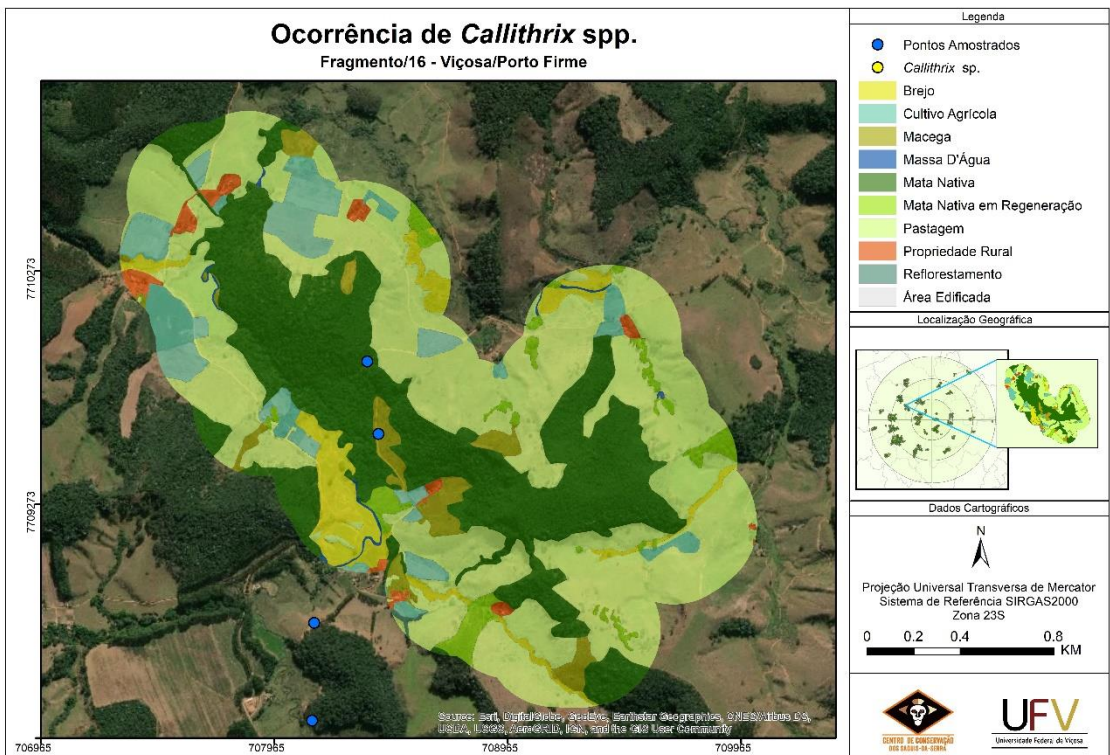 Ocorrência de Callithrix spp.
Fragmento/16 - Viçosa/Porto Firme
7710273
7709273
706955
707955
708955
709955
Source: Esri, DigitalGlobe, GeoEye, Earthstar Geographics, CNES/Airbus DS,
USDA, USGS, AeroGRID, IGN, and the GIS User Community
Legenda
Pontos Amostrados
Callithrix sp.
Brejo
Cultivo Agrícola
Macega
Massa D'Água
Mata Nativa
Mata Nativa em Regeneração
Pastagem
Propriedade Rural
Reflorestamento
Área Edificada
Localização Geográfica
Dados Cartográficos
N
Projeção Universal Transversa de Mercator
Sistema de Referência SIRGAS2000
Zona 23S
0 0.2 0.4 0.8
KM
CENTRO DE CONSERVAÇÃO
DOS SAGUIS-DA-SERRA
UFV
Universidade Federal de Viçosa